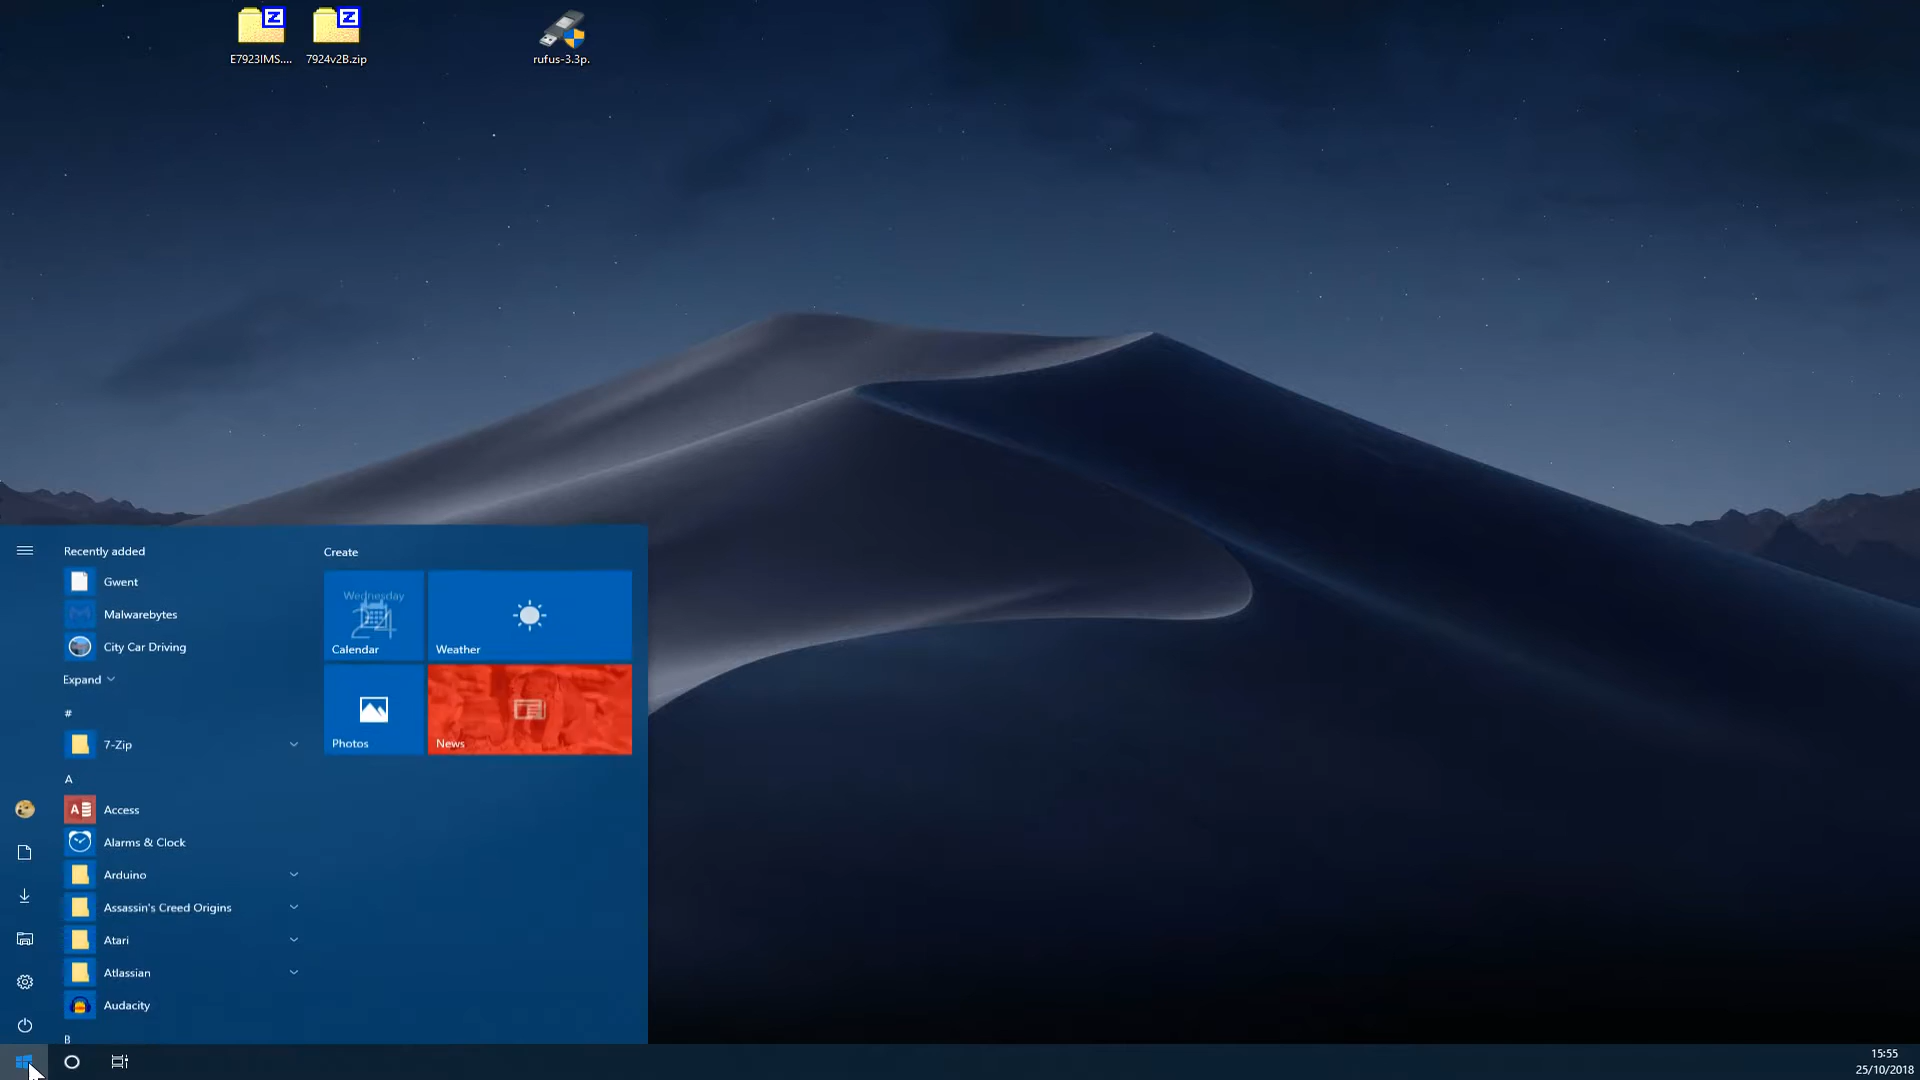 E7923IMS....
7924v2B.zip
rufus-3.3p.
Recently added
Gwent
Malwarebytes
City Car Driving
Expand
#
7-Zip
A
Access
Alarms & Clock
Arduino
Assassin's Creed Origins
Atari
Atlassian
Audacity
B
Create
Wednesday
24
Calendar
Weather
Photos
News
15:55
25/10/2018